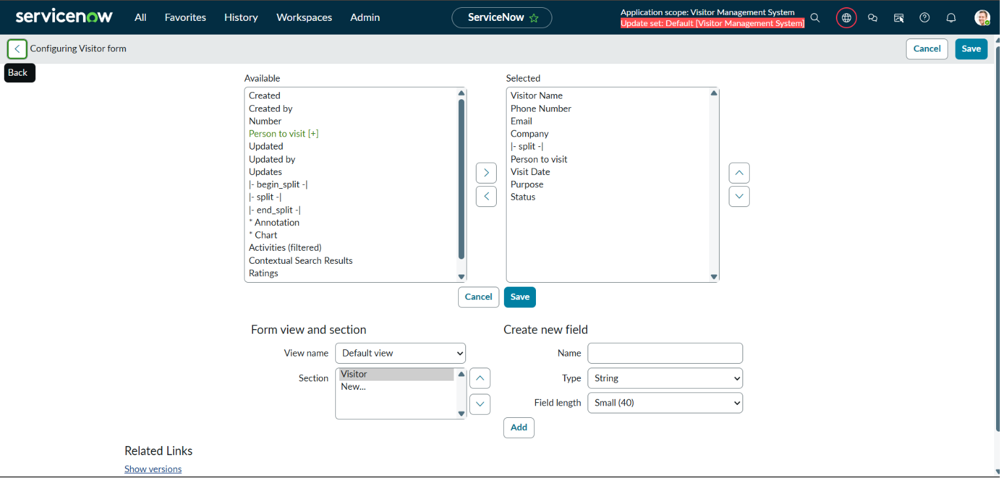 servicenow All Favorites History Workspaces Admin ServiceNow Application scope: Visitor Management System
Update set: Default [Visitor Management System]
Configuring Visitor form Cancel Save
Back
Available
Created
Created by
Number
Person to visit [+]
Updated
Updated by
Updates
|- begin_split -|
|- split -|
|- end_split -|
* Annotation
* Chart
Activities (filtered)
Contextual Search Results
Ratings
Selected
Visitor Name
Phone Number
Email
Company
|- split -|
Person to visit
Visit Date
Purpose
Status
Cancel Save
Form view and section
View name Default view
Section Visitor
New...
Create new field
Name
Type String
Field length Small (40)
Add
Related Links
Show versions